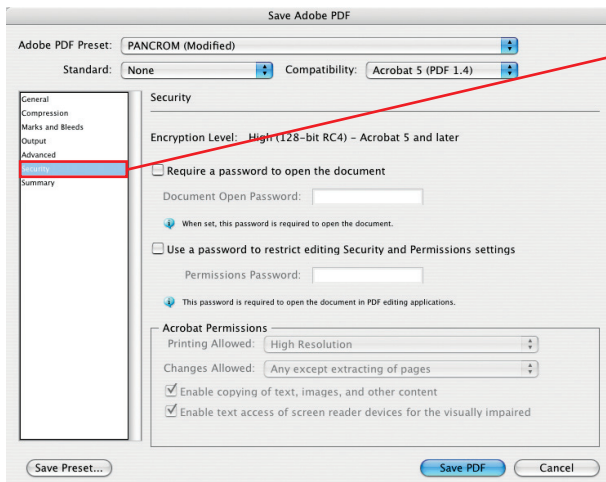 Save Adobe PDF
Adobe PDF Preset: PANCROM (Modified)
Standard: None Compatibility: Acrobat 5 (PDF 1.4)
General
Compression
Marks and Bleeds
Output
Advanced
Security
Summary
Security
Encryption Level: High (128-bit RC4) – Acrobat 5 and later
Require a password to open the document
Document Open Password:
When set, this password is required to open the document.
Use a password to restrict editing Security and Permissions settings
Permissions Password:
This password is required to open the document in PDF editing applications.
Acrobat Permissions
Printing Allowed: High Resolution
Changes Allowed: Any except extracting of pages
Enable copying of text, images, and other content
Enable text access of screen reader devices for the visually impaired
Save Preset... Save PDF Cancel